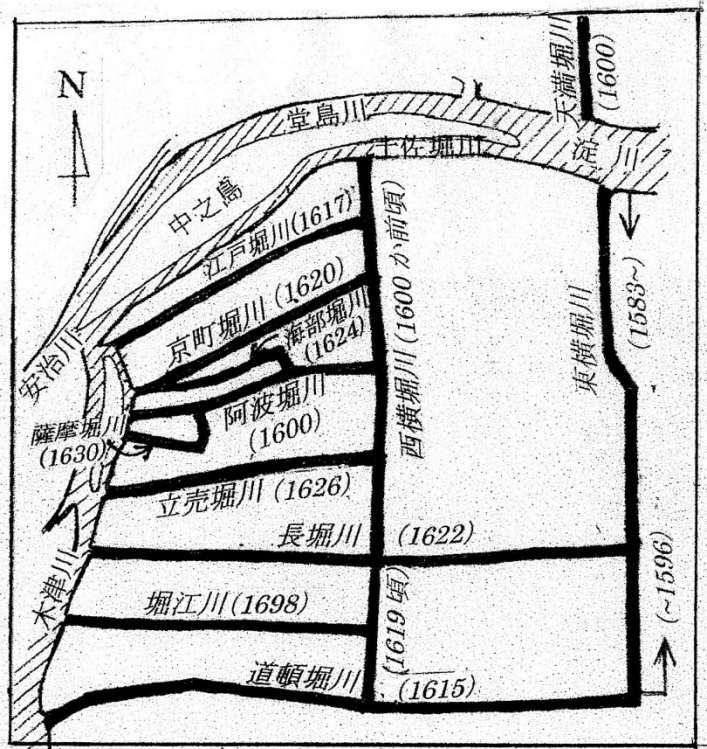 天満堀川
(1600)
N
堂島川
土佐堀川
淀川
中之島
江戸堀川(1617)
京町堀川(1620)
海部堀川
(1624)
西横堀川(1600か前頃)
東横堀川
(1583~)
安治川
薩摩堀川
(1630)
阿波堀川
(1600)
立売堀川(1626)
長堀川
(1622)
木津川
堀江川(1698)
(1619頃)
(~1596)
道頓堀川
(1615)